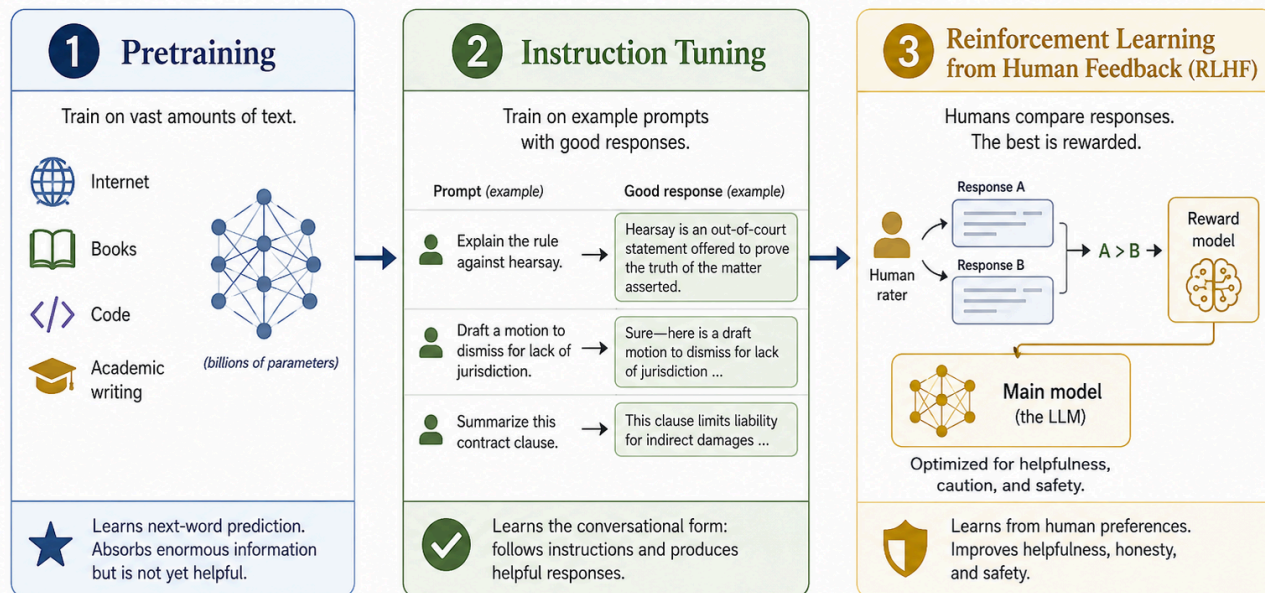 1 Pretraining
Train on vast amounts of text.
Internet
Books
Code
Academic
writing
(billions of parameters)
Learns next-word prediction.
Absorbs enormous information
but is not yet helpful.
2 Instruction Tuning
Train on example prompts
with good responses.
Prompt (example)
Good response (example)
Explain the rule
against hearsay.
Hearsay is an out-of-court
statement offered to prove
the truth of the matter
asserted.
Draft a motion to
dismiss for lack of
jurisdiction.
Sure—here is a draft
motion to dismiss for lack
of jurisdiction ...
Summarize this
contract clause.
This clause limits liability
for indirect damages ...
Learns the conversational form:
follows instructions and produces
helpful responses.
3 Reinforcement Learning
from Human Feedback (RLHF)
Humans compare responses.
The best is rewarded.
Human
rater
Response A
Response B
A > B
Reward
model
Main model
(the LLM)
Optimized for helpfulness,
caution, and safety.
Learns from human preferences.
Improves helpfulness, honesty,
and safety.